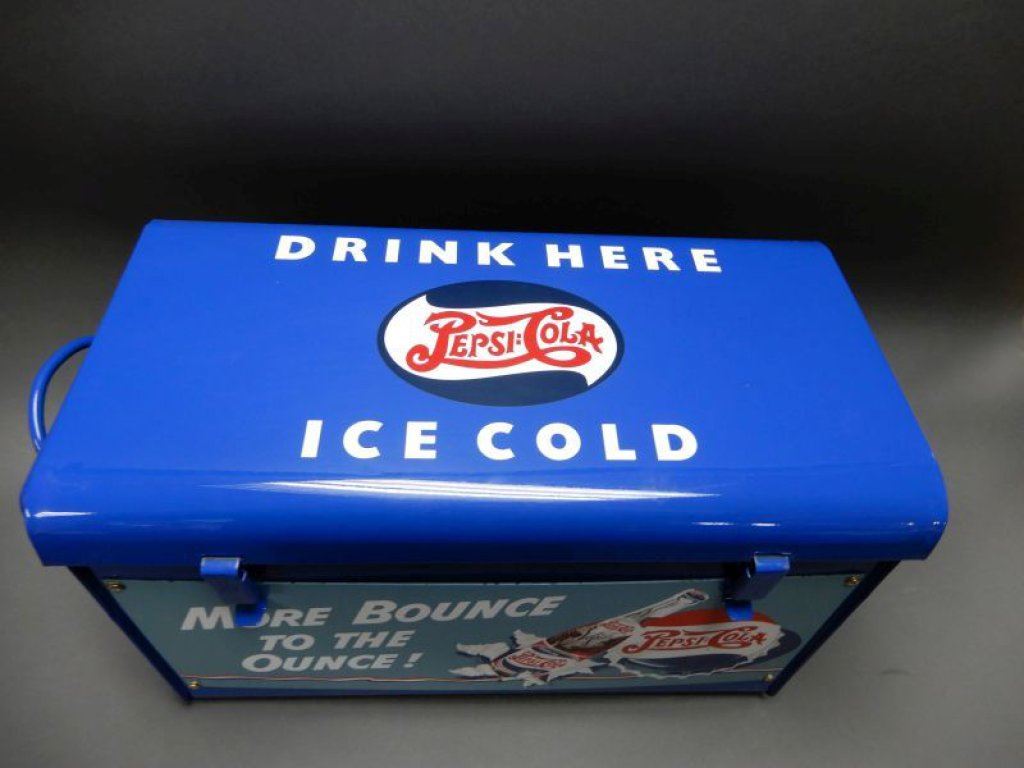 DRINK HERE
PEPSI:COLA
ICE COLD
MORE BOUNCE
TO THE
OUNCE!
PEPSI:COLA